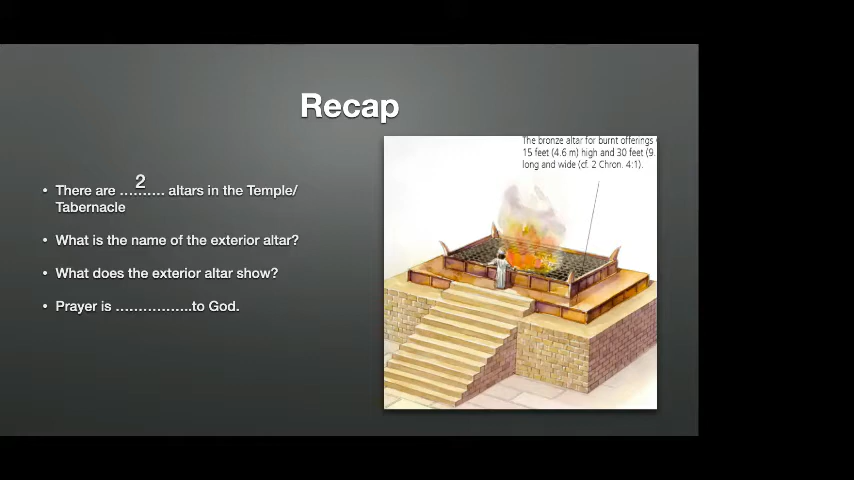 Recap
2
• There are .......... altars in the Temple/
Tabernacle
• What is the name of the exterior altar?
• What does the exterior altar show?
• Prayer is .................to God.
The bronze altar for burnt offerings
15 feet (4.6 m) high and 30 feet (9.
long and wide (cf. 2 Chron. 4:1).